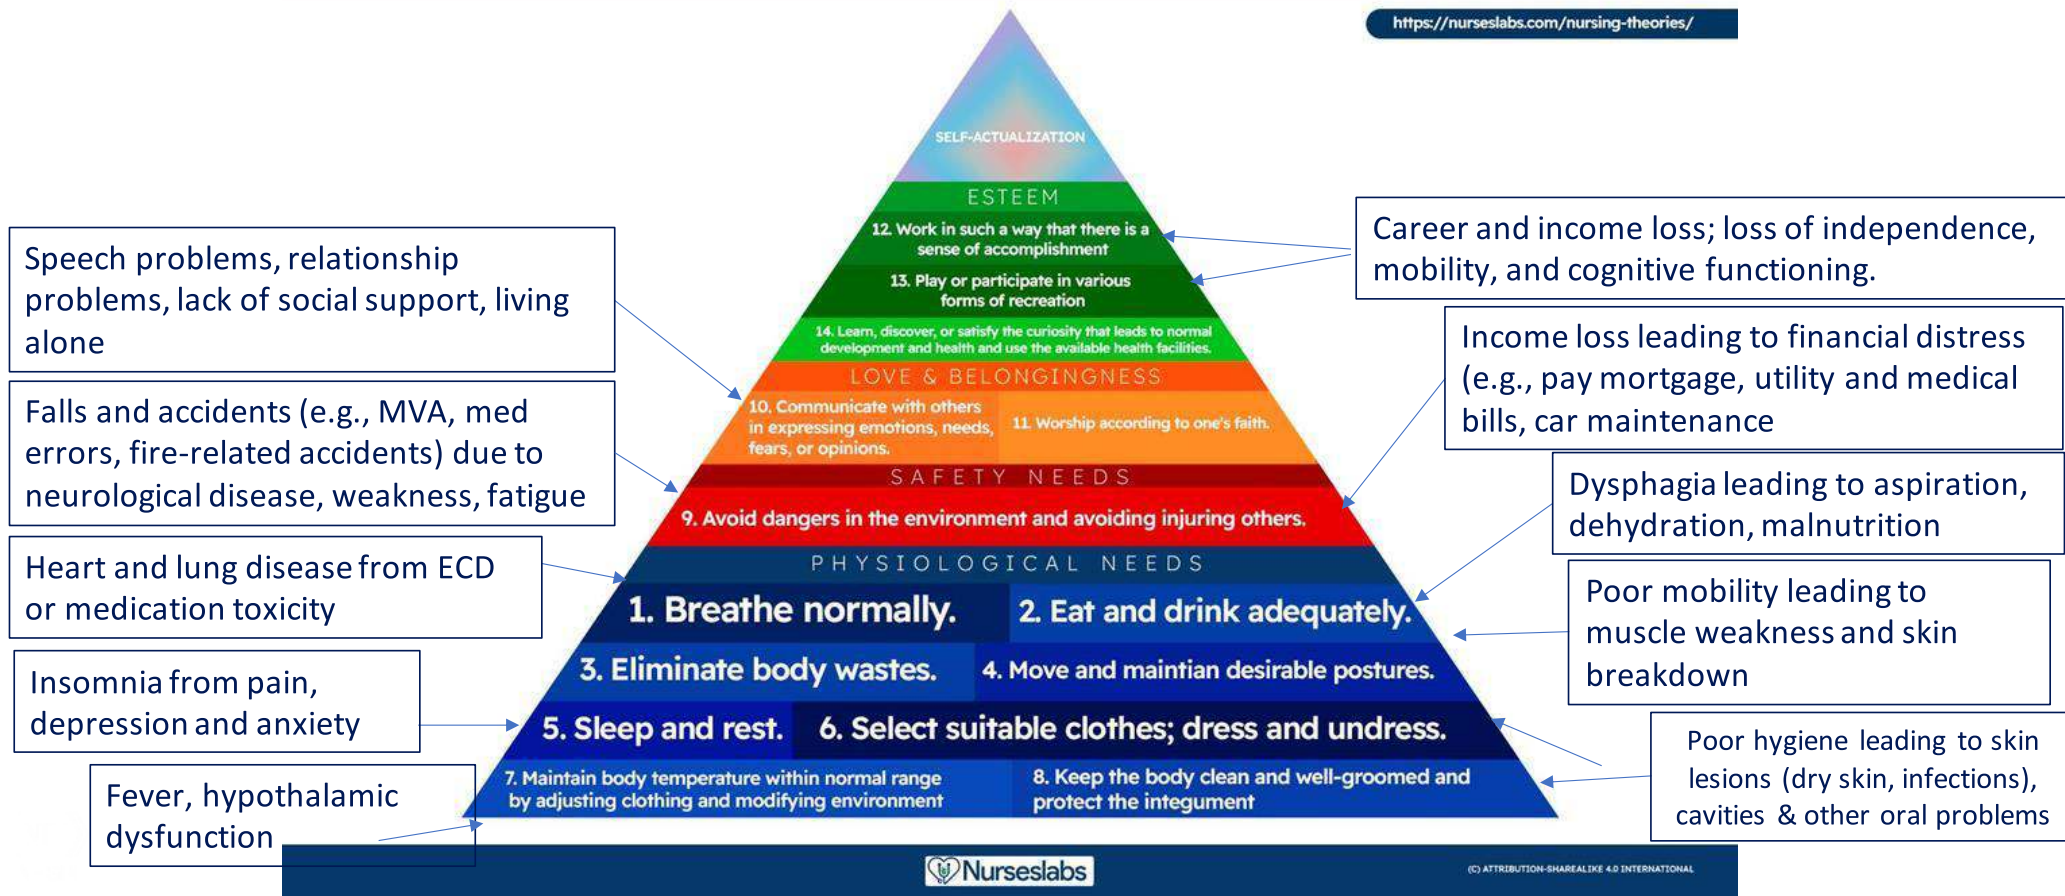 https://nurseslabs.com/nursing-theories/
SELF-ACTUALIZATION
ESTEEM
12. Work in such a way that there is a
sense of accomplishment
13. Play or participate in various
forms of recreation
14. Learn, discover, or satisfy the curiosity that leads to normal
development and health and use the available health facilities.
LOVE & BELONGINGNESS
10. Communicate with others
in expressing emotions, needs,
fears, or opinions.
11. Worship according to one's faith.
SAFETY NEEDS
9. Avoid dangers in the environment and avoiding injuring others.
PHYSIOLOGICAL NEEDS
1. Breathe normally.
2. Eat and drink adequately.
3. Eliminate body wastes.
4. Move and maintian desirable postures.
5. Sleep and rest.
6. Select suitable clothes; dress and undress.
7. Maintain body temperature within normal range
by adjusting clothing and modifying environment
8. Keep the body clean and well-groomed and
protect the integument
Speech problems, relationship
problems, lack of social support, living
alone
Falls and accidents (e.g., MVA, med
errors, fire-related accidents) due to
neurological disease, weakness, fatigue
Heart and lung disease from ECD
or medication toxicity
Insomnia from pain,
depression and anxiety
Fever, hypothalamic
dysfunction
Career and income loss; loss of independence,
mobility, and cognitive functioning.
Income loss leading to financial distress
(e.g., pay mortgage, utility and medical
bills, car maintenance
Dysphagia leading to aspiration,
dehydration, malnutrition
Poor mobility leading to
muscle weakness and skin
breakdown
Poor hygiene leading to skin
lesions (dry skin, infections),
cavities & other oral problems
Nurseslabs
(C) ATTRIBUTION-SHAREALIKE 4.0 INTERNATIONAL